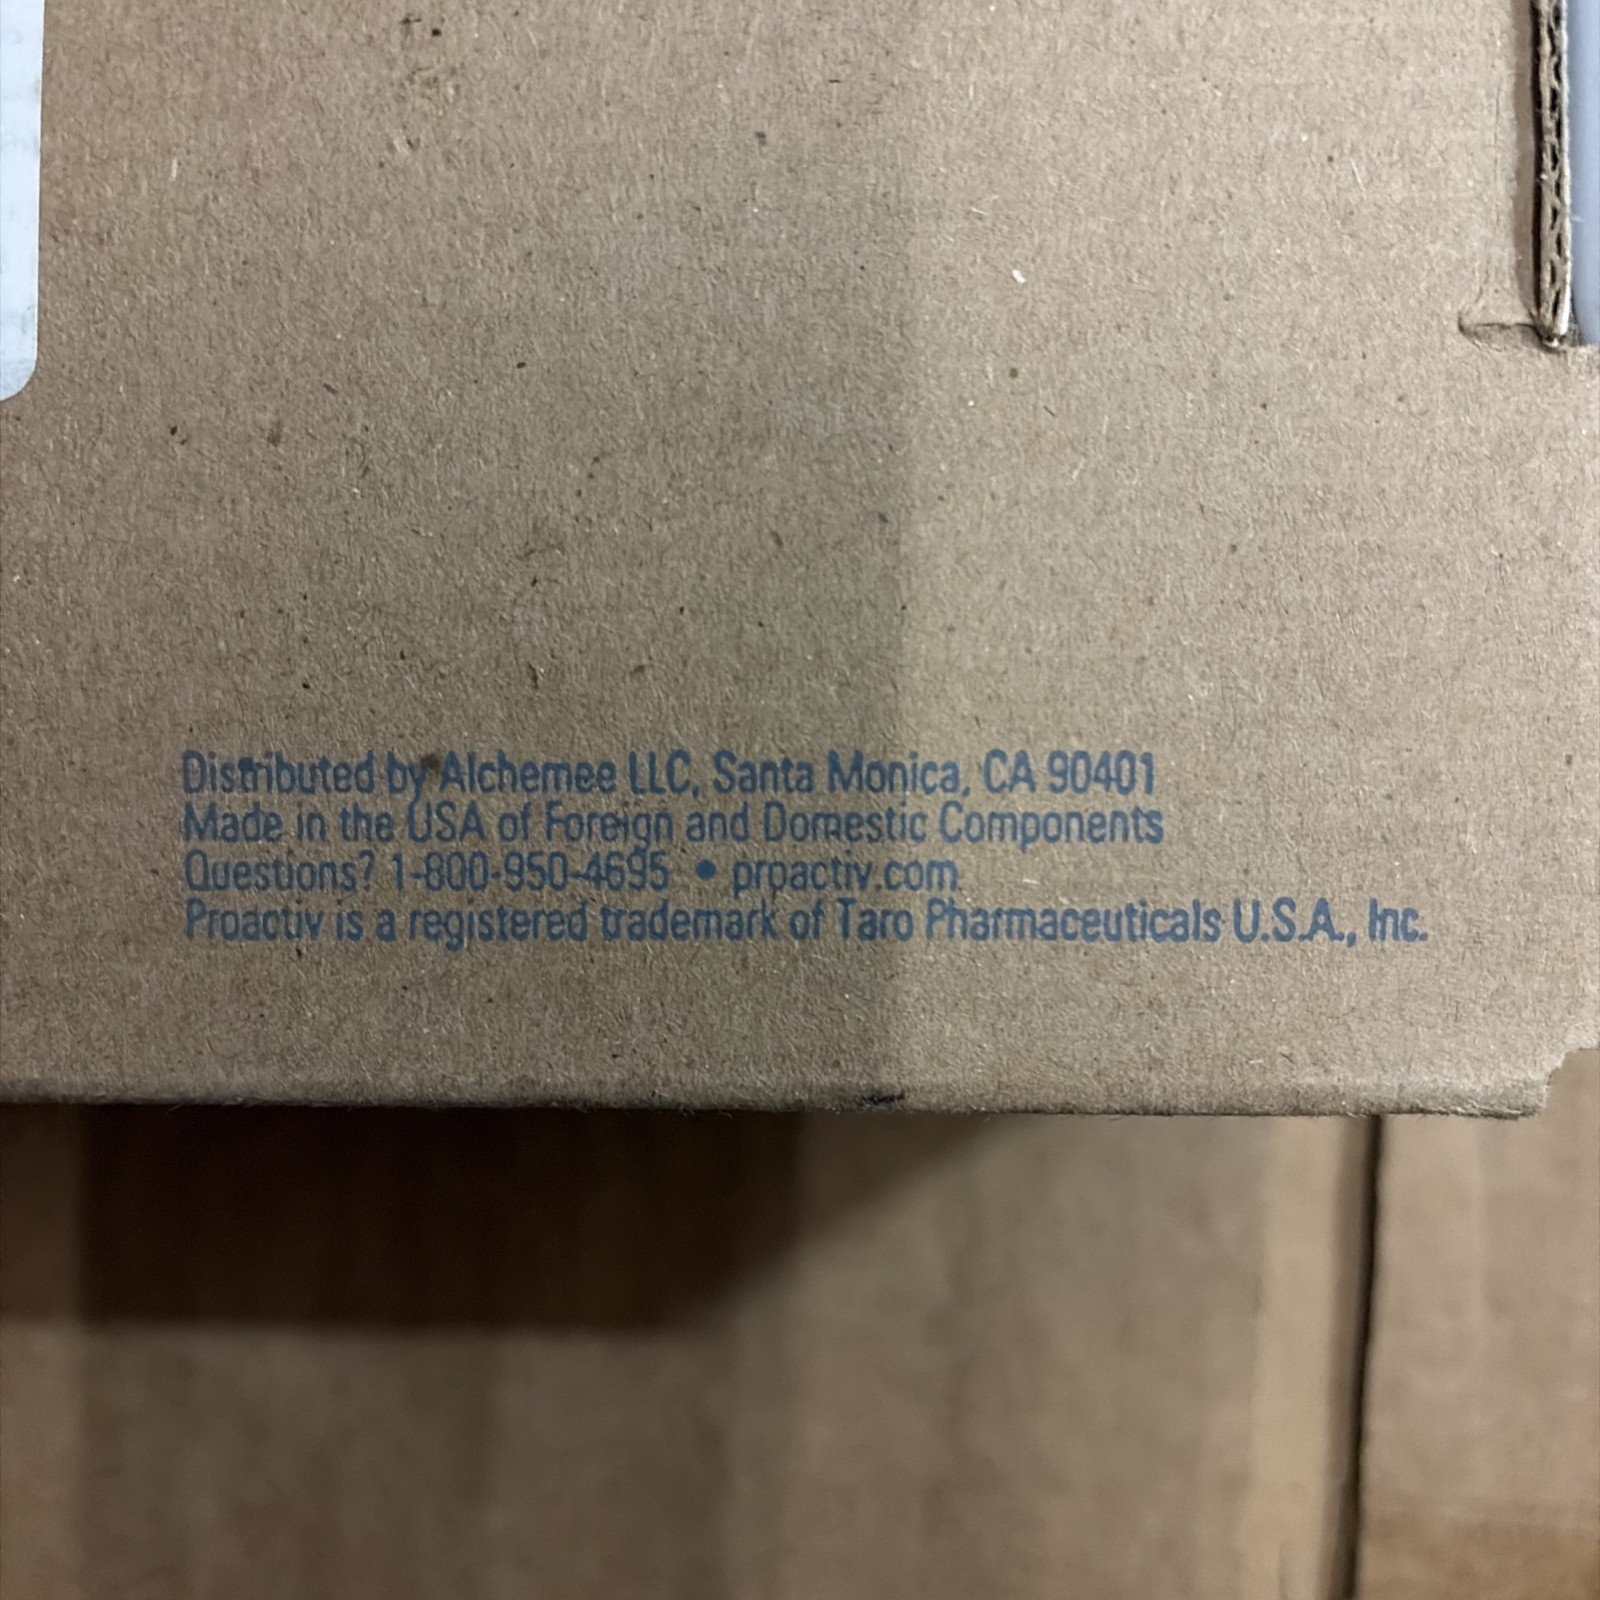 Distributed by Alchemee LLC, Santa Monica, CA 90401
Made in the USA of Foreign and Domestic Components
Questions? 1-800-950-4695 • proactiv.com
Proactiv is a registered trademark of Taro Pharmaceuticals U.S.A., Inc.